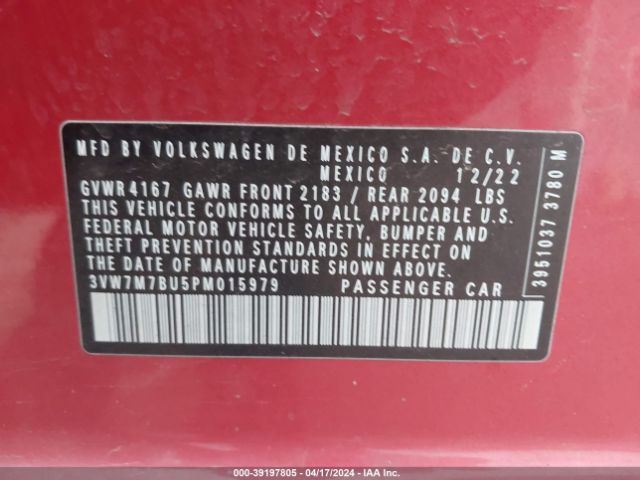 MFD BY VOLKSWAGEN DE MEXICO S.A. DE C.V.
MEXICO 12/22
GVWR 4167 GAWR FRONT 2183 / REAR 2094 LBS
THIS VEHICLE CONFORMS TO ALL APPLICABLE U.S.
FEDERAL MOTOR VEHICLE SAFETY, BUMPER AND
THEFT PREVENTION STANDARDS IN EFFECT ON
THE DATE OF MANUFACTURE SHOWN ABOVE.
3VW7M7BU5PM015979 PASSENGER CAR
3951037 3780 M
000-39197805 - 04/17/2024 - IAA Inc.